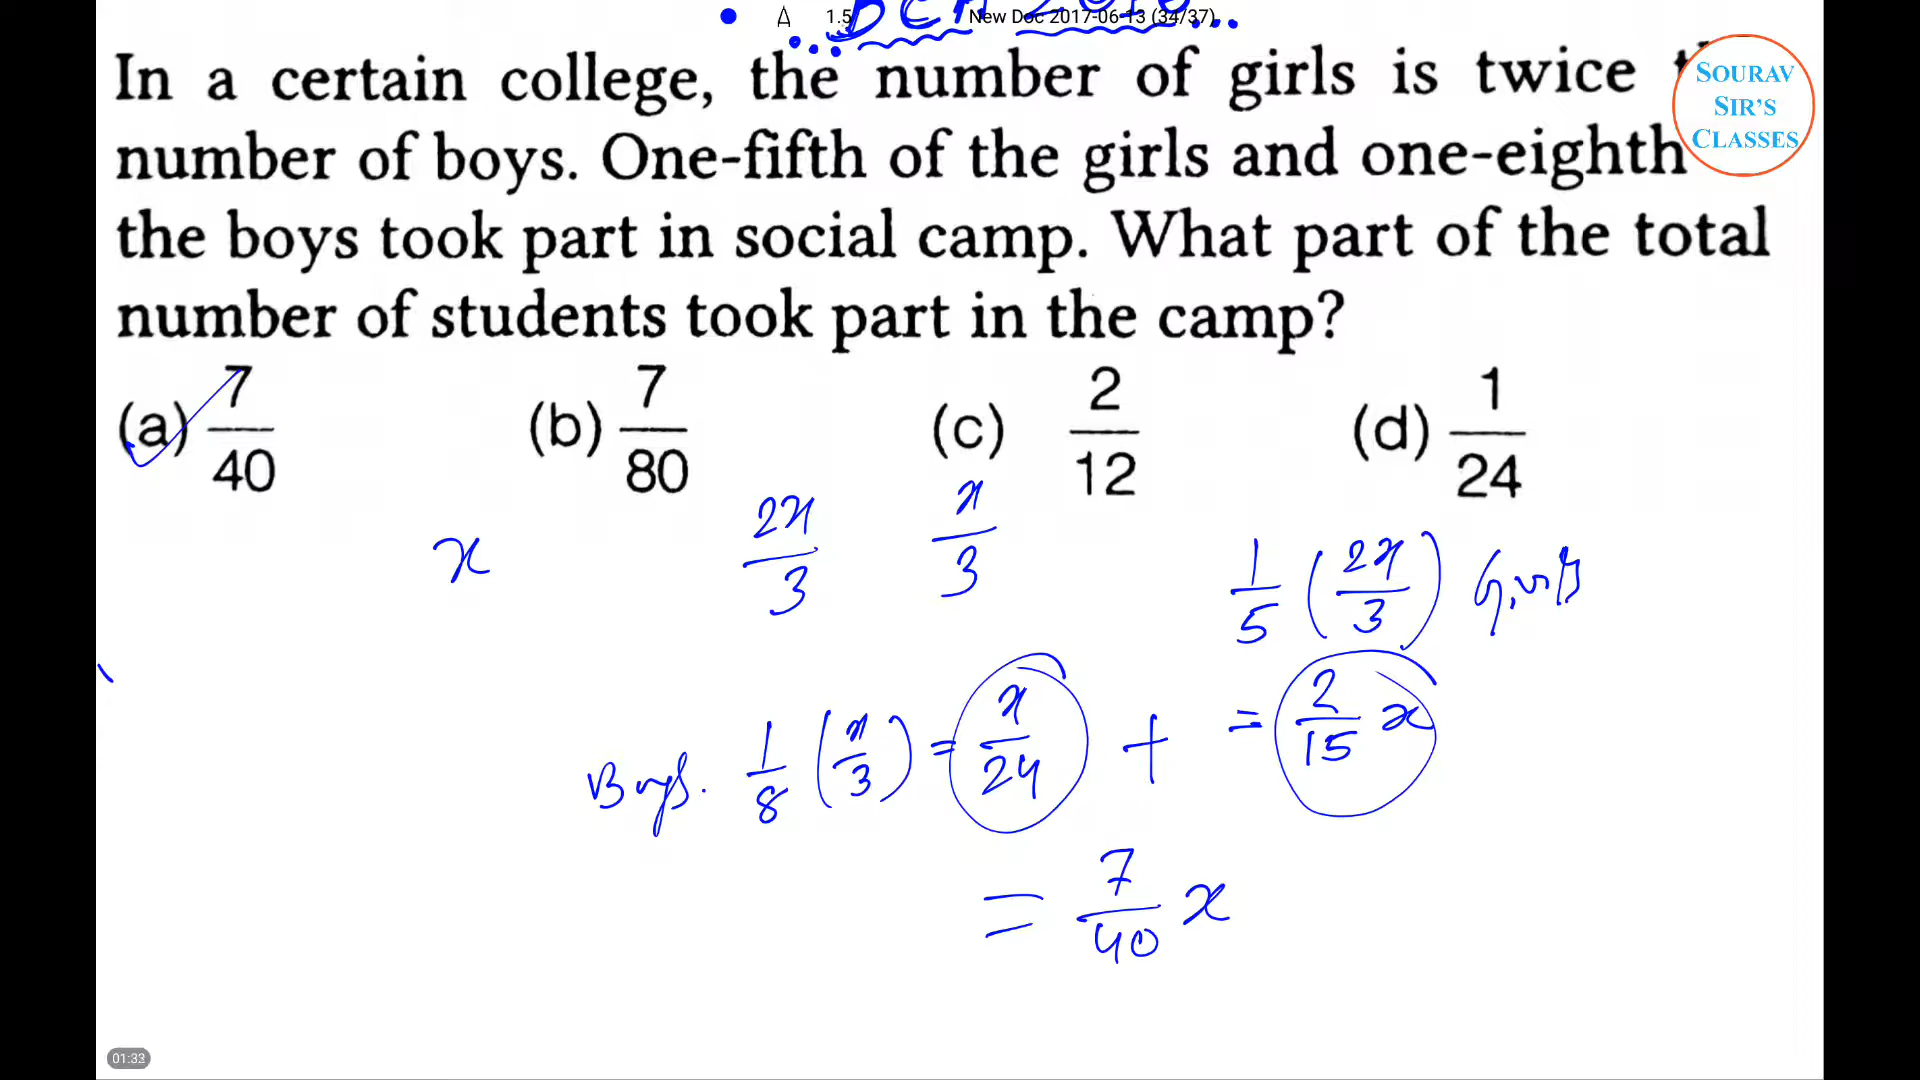 1.5 New Doc 2017-06-13 (34/37)
In a certain college, the number of girls is twice
number of boys. One-fifth of the girls and one-eighth
the boys took part in social camp. What part of the total
number of students took part in the camp?
SOURAV
SIR'S
CLASSES
(a) 7/40 (b) 7/80 (c) 2/12 (d) 1/24
x 2x/3 x/3
1/5 (2x/3) Girls
= 2/15 x
Boys. 1/8 (x/3) = x/24 +
= 7/40 x
01:33